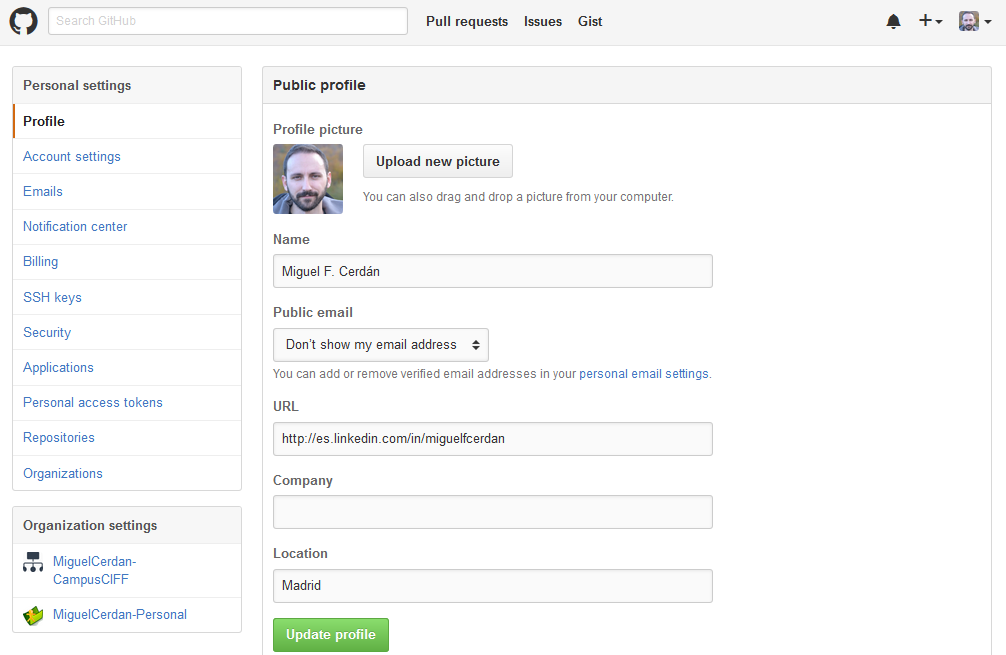 Search GitHub
Pull requests Issues Gist
Personal settings
Profile
Account settings
Emails
Notification center
Billing
SSH keys
Security
Applications
Personal access tokens
Repositories
Organizations
Organization settings
MiguelCerdan-
CampusCIFF
MiguelCerdan-Personal
Public profile
Profile picture
Upload new picture
You can also drag and drop a picture from your computer.
Name
Miguel F. Cerdán
Public email
Don't show my email address
You can add or remove verified email addresses in your personal email settings.
URL
http://es.linkedin.com/in/miguelfcerdan
Company
Location
Madrid
Update profile